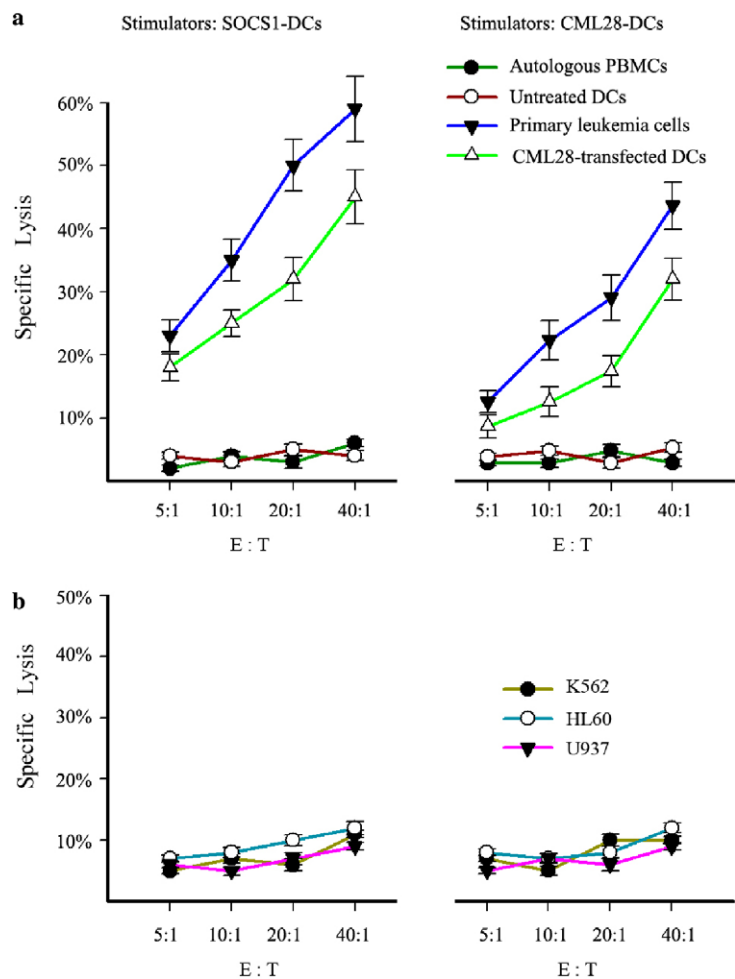 a
Stimulators: SOCS1-DCs
Stimulators: CML28-DCs
Autologous PBMCs
Untreated DCs
Primary leukemia cells
CML28-transfected DCs
Specific Lysis
60%
50%
40%
30%
20%
10%
5:1 10:1 20:1 40:1
E : T
5:1 10:1 20:1 40:1
E : T
b
Specific Lysis
50%
40%
30%
20%
10%
K562
HL60
U937
5:1 10:1 20:1 40:1
E : T
5:1 10:1 20:1 40:1
E : T